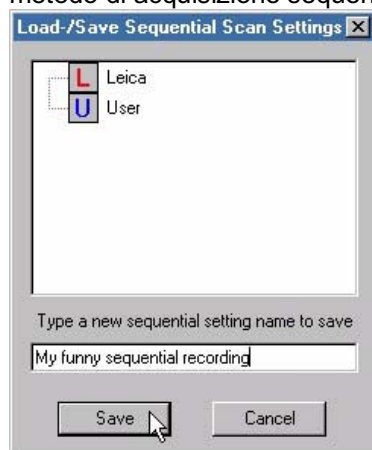 metodo di acquisizione sequen
Load-/Save Sequential Scan Settings
L Leica
U User
Type a new sequential setting name to save
My funny sequential recording
Save Cancel